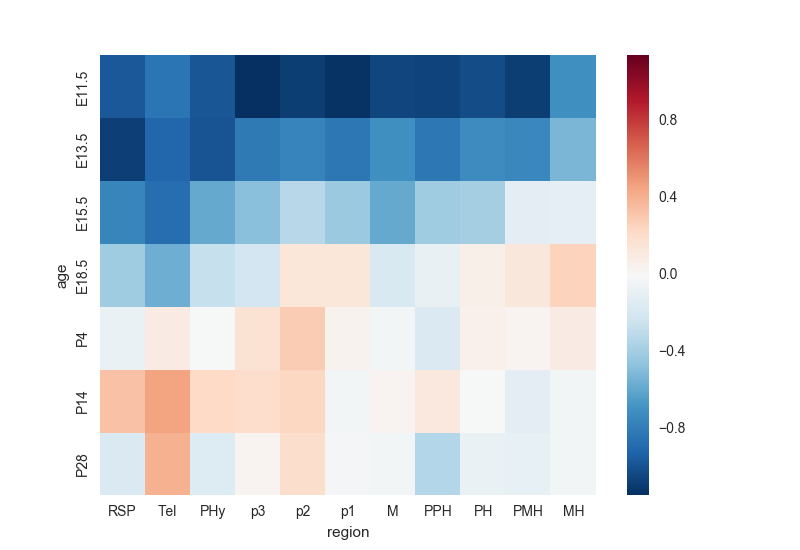 age
E11.5
E13.5
E15.5
E18.5
P4
P14
P28
RSP Tel PHy p3 p2 p1 M PPH PH PMH MH
region
0.8
0.4
0.0
−0.4
−0.8